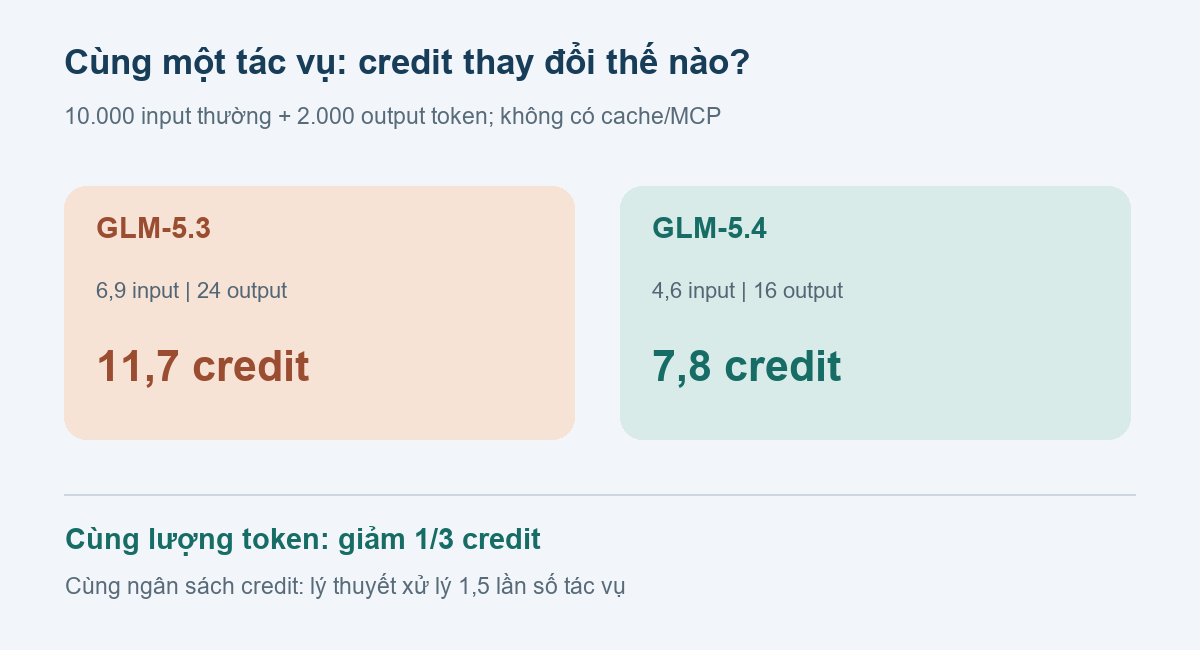 Cùng một tác vụ: credit thay đổi thế nào?
10.000 input thường + 2.000 output token; không có cache/MCP
GLM-5.3
6,9 input | 24 output
11,7 credit
GLM-5.4
4,6 input | 16 output
7,8 credit
Cùng lượng token: giảm 1/3 credit
Cùng ngân sách credit: lý thuyết xử lý 1,5 lần số tác vụ